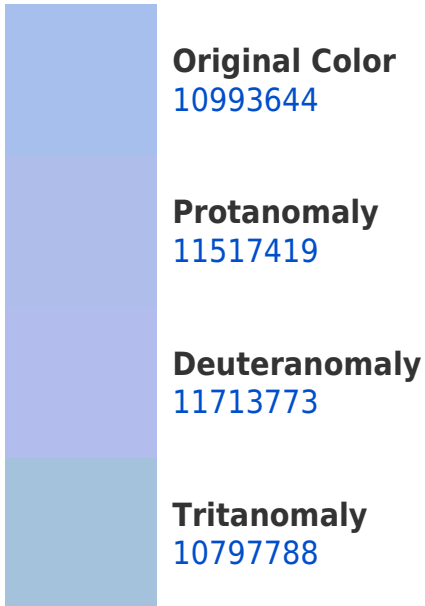 Original Color
10993644
Protanomaly
11517419
Deuteranomaly
11713773
Tritanomaly
10797788